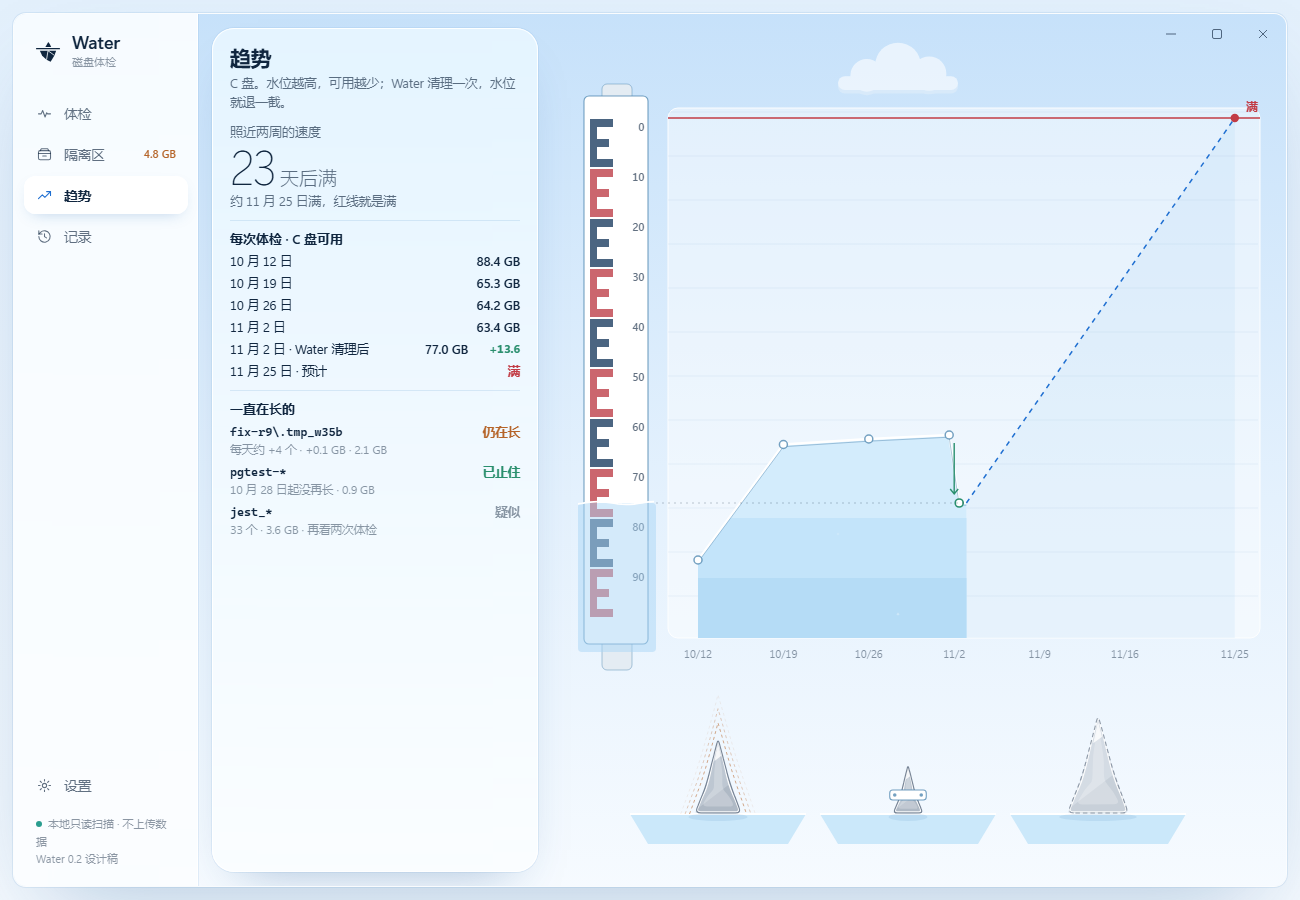 Water
磁盘体检
体检
隔离区 4.8 GB
趋势
记录
设置
本地只读扫描 · 不上传数
据
Water 0.2 设计稿
趋势
C 盘。水位越高，可用越少；Water 清理一次，水位
就退一截。
照近两周的速度
23 天后满
约 11 月 25 日满，红线就是满
每次体检 · C 盘可用
10 月 12 日 88.4 GB
10 月 19 日 65.3 GB
10 月 26 日 64.2 GB
11 月 2 日 63.4 GB
11 月 2 日 · Water 清理后 77.0 GB +13.6
11 月 25 日 · 预计 满
一直在长的
fix-r9\.tmp_w35b 仍在长
每天约 +4 个 · +0.1 GB · 2.1 GB
pgtest-* 已止住
10 月 28 日起没再长 · 0.9 GB
jest_* 疑似
33 个 · 3.6 GB · 再看两次体检
满
0
10
20
30
40
50
60
70
80
90
10/12 10/19 10/26 11/2 11/9 11/16 11/25